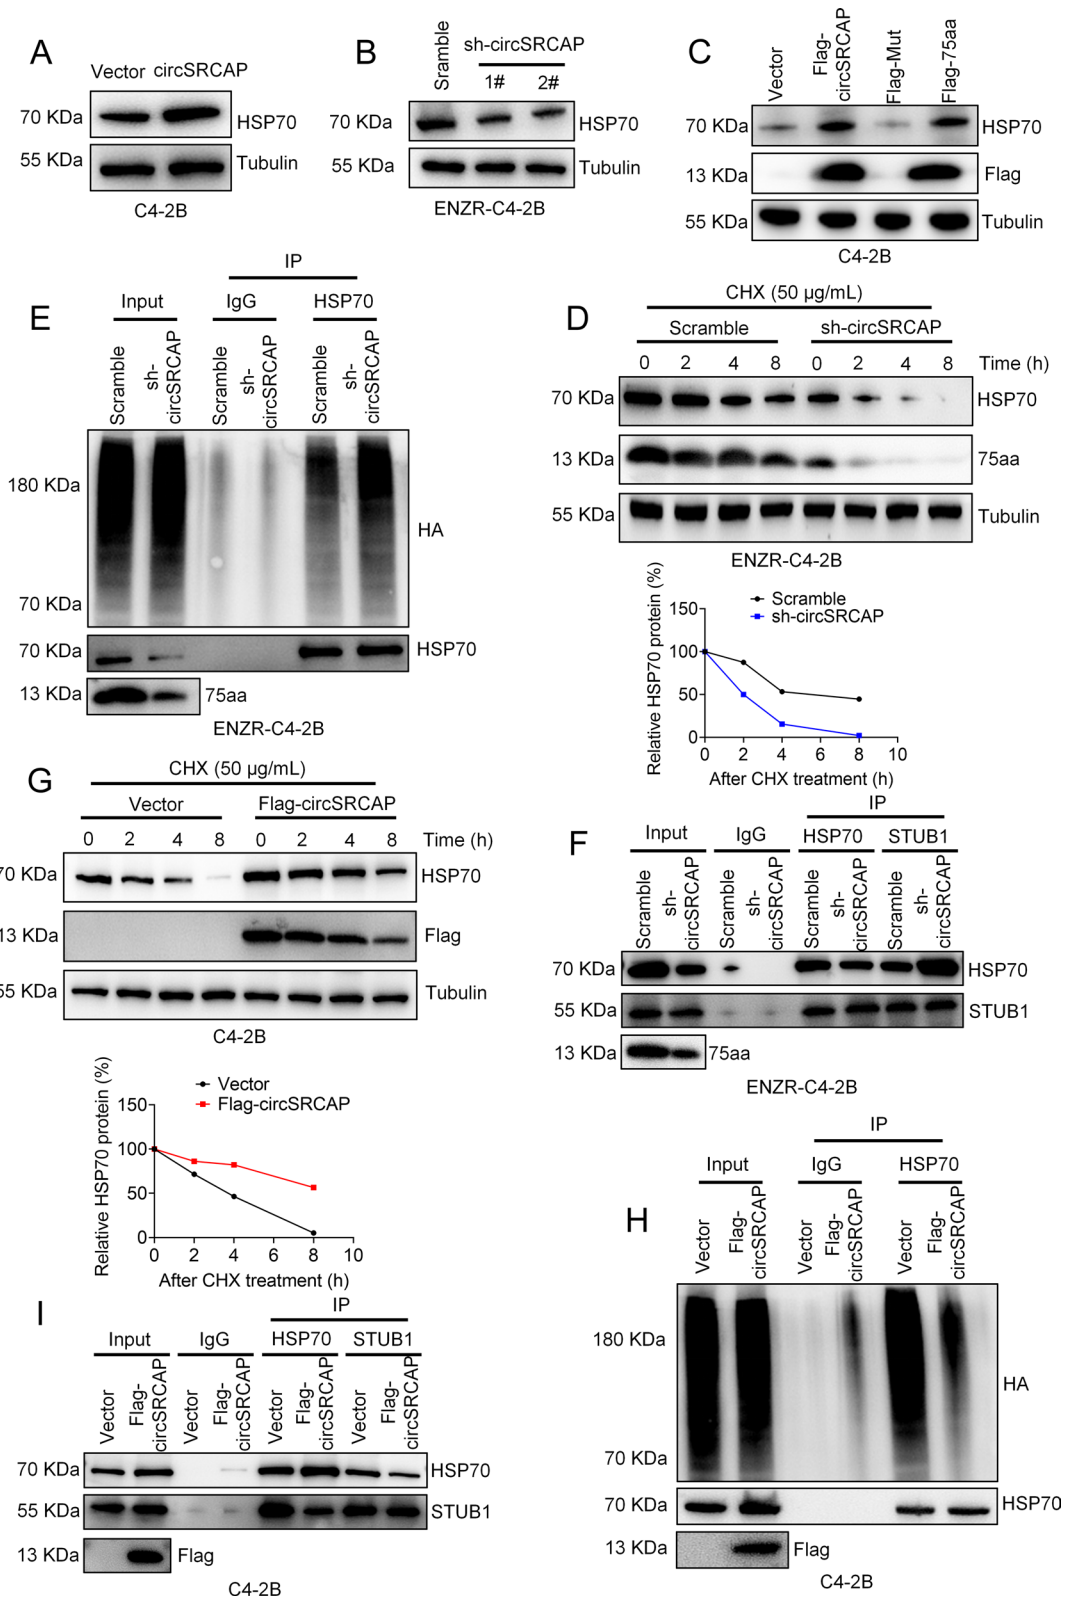 A
Vector circSRCAP
70 KDa
HSP70
55 KDa
Tubulin
C4-2B
B
Sramble
sh-circSRCAP
1# 2#
70 KDa
HSP70
55 KDa
Tubulin
ENZR-C4-2B
C
Vector
Flag-
circSRCAP
Flag-Mut
Flag-75aa
70 KDa
HSP70
13 KDa
Flag
55 KDa
Tubulin
C4-2B
E
IP
Input IgG HSP70
Scramble
sh-
circSRCAP
Scramble
sh-
circSRCAP
Scramble
sh-
circSRCAP
180 KDa
HA
70 KDa
70 KDa
HSP70
13 KDa
75aa
ENZR-C4-2B
D
CHX (50 µg/mL)
Scramble sh-circSRCAP
0 2 4 8 0 2 4 8 Time (h)
70 KDa
HSP70
13 KDa
75aa
55 KDa
Tubulin
ENZR-C4-2B
Relative HSP70 protein (%)
Scramble
sh-circSRCAP
150
100
50
0
0 2 4 6 8 10
After CHX treatment (h)
G
CHX (50 µg/mL)
Vector Flag-circSRCAP
0 2 4 8 0 2 4 8 Time (h)
70 KDa
HSP70
13 KDa
Flag
55 KDa
Tubulin
C4-2B
Relative HSP70 protein (%)
Vector
Flag-circSRCAP
150
100
50
0
0 2 4 6 8 10
After CHX treatment (h)
F
IP
Input IgG HSP70 STUB1
Scramble
sh-
circSRCAP
Scramble
sh-
circSRCAP
Scramble
sh-
circSRCAP
Scramble
sh-
circSRCAP
70 KDa
HSP70
55 KDa
STUB1
13 KDa
75aa
ENZR-C4-2B
I
IP
Input IgG HSP70 STUB1
Vector
Flag-
circSRCAP
Vector
Flag-
circSRCAP
Vector
Flag-
circSRCAP
Vector
Flag-
circSRCAP
70 KDa
HSP70
55 KDa
STUB1
13 KDa
Flag
C4-2B
H
IP
Input IgG HSP70
Vector
Flag-
circSRCAP
Vector
Flag-
circSRCAP
Vector
Flag-
circSRCAP
180 KDa
HA
70 KDa
70 KDa
HSP70
13 KDa
Flag
C4-2B